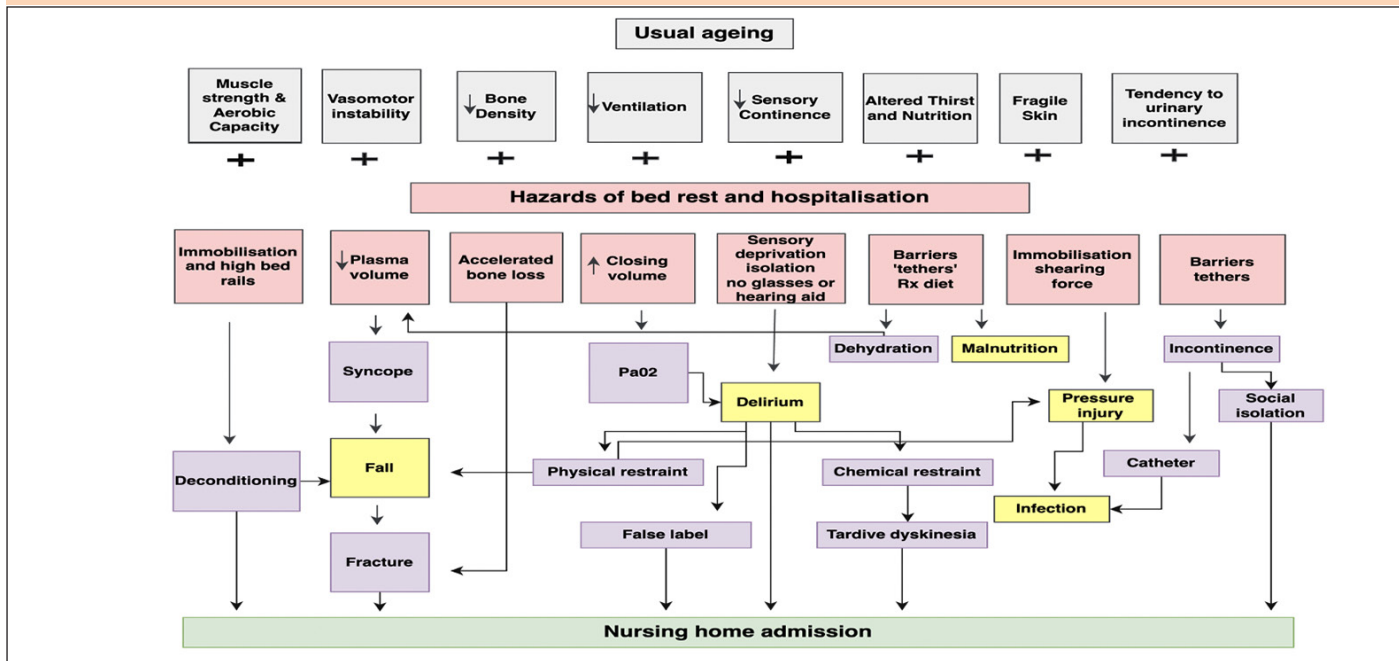 Usual ageing
Muscle
strength &
Aerobic
Capacity
Vasomotor
instability
↓ Bone
Density
↓ Ventilation
↓ Sensory
Continence
Altered Thirst
and Nutrition
Fragile
Skin
Tendency to
urinary
incontinence
+ + + + + + + +
Hazards of bed rest and hospitalisation
Immobilisation
and high bed
rails
↓ Plasma
volume
Accelerated
bone loss
↑ Closing
volume
Sensory
deprivation
isolation
no glasses or
hearing aid
Barriers
'tethers'
Rx diet
Immobilisation
shearing
force
Barriers
tethers
Dehydration
Malnutrition
Incontinence
Syncope
Pa02
Delirium
Pressure
injury
Social
isolation
Deconditioning
Fall
Physical restraint
Chemical restraint
Catheter
Infection
False label
Tardive dyskinesia
Fracture
Nursing home admission